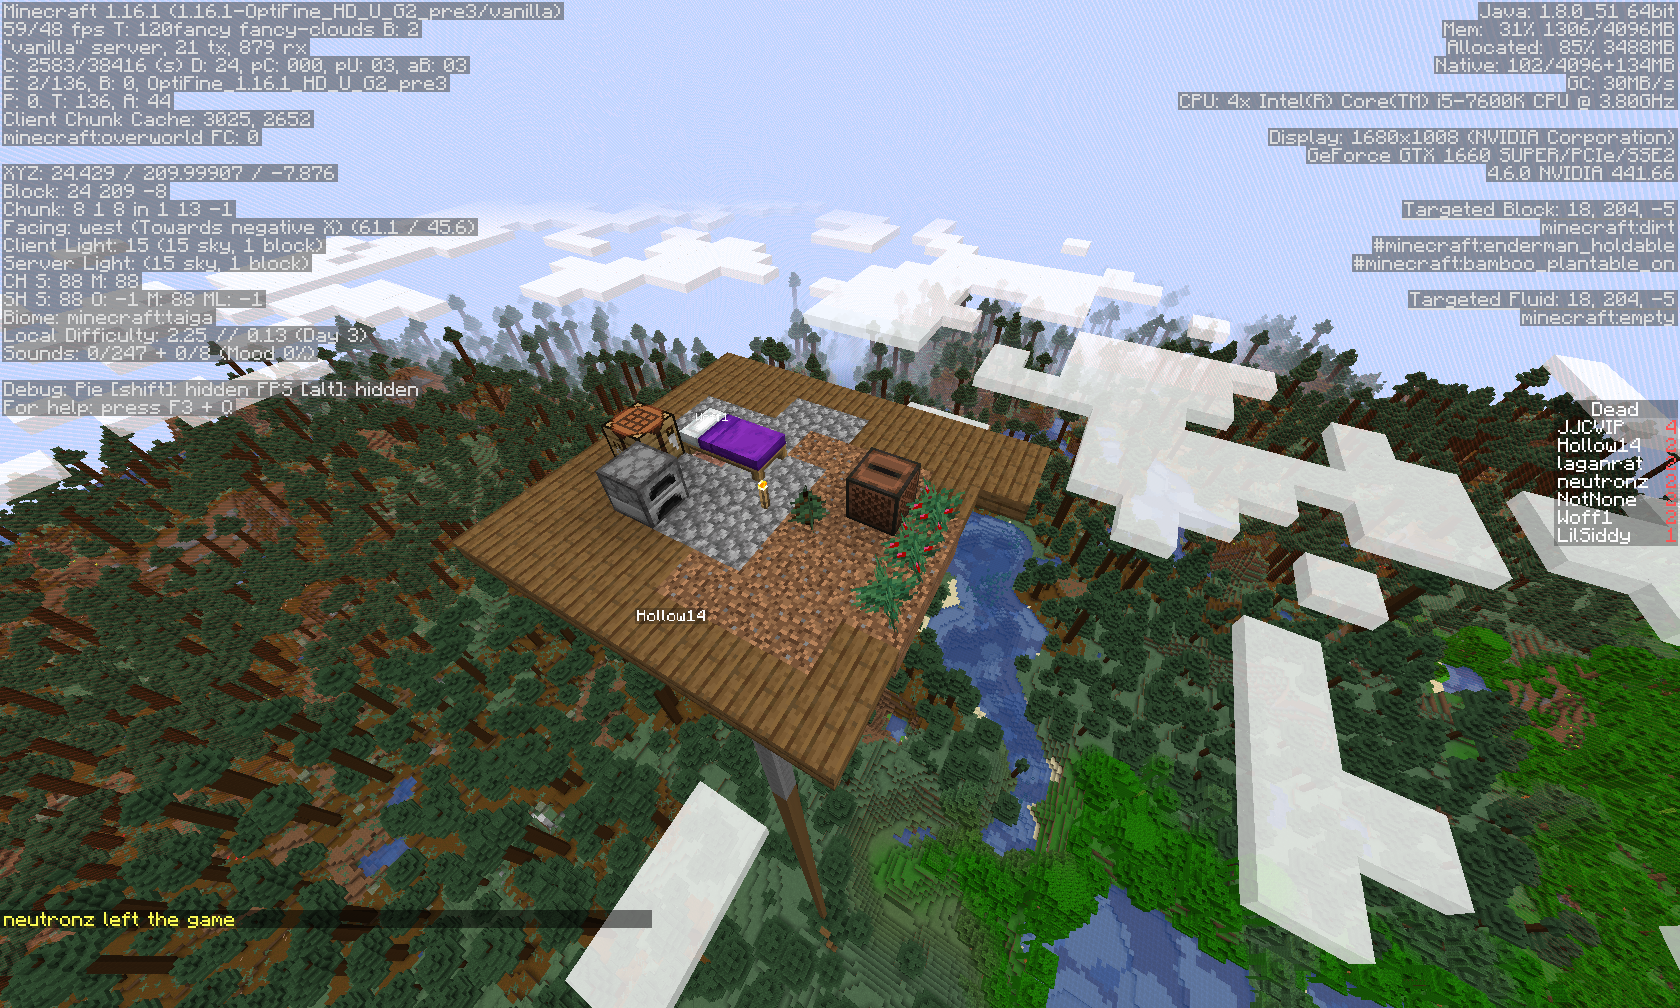 Minecraft 1.16.1 (1.16.1-OptiFine_HD_U_G2_pre3/vanilla)
59/48 fps T: 120fancy fancy-clouds B: 2
"vanilla" server, 21 tx, 879 rx
C: 2583/38416 (s) D: 24, pC: 000, pU: 03, aB: 03
E: 2/136, B: 0, OptiFine_1.16.1_HD_U_G2_pre3
P: 0. T: 136, A: 44
Client Chunk Cache: 3025, 2652
minecraft:overworld FC: 0
XYZ: 24.429 / 209.99907 / -7.876
Block: 24 209 -8
Chunk: 8 1 8 in 1 13 -1
Facing: west (Towards negative X) (61.1 / 45.6)
Client Light: 15 (15 sky, 1 block)
Server Light: (15 sky, 1 block)
CH S: 88 M: 88
SH S: 88 O: -1 M: 88 ML: -1
Biome: minecraft:taiga
Local Difficulty: 2.25 // 0.13 (Day 3)
Sounds: 0/247 + 0/8 (Mood 0%)
Debug: Pie [shift]: hidden FPS [alt]: hidden
For help: press F3 + Q
Java: 1.8.0_51 64bit
Mem: 31% 1306/4096MB
Allocated: 85% 3488MB
Native: 102/4096+134MB
GC: 30MB/s
CPU: 4x Intel(R) Core(TM) i5-7600K CPU @ 3.80GHz
Display: 1680x1008 (NVIDIA Corporation)
GeForce GTX 1660 SUPER/PCIe/SSE2
4.6.0 NVIDIA 441.66
Targeted Block: 18, 204, -5
minecraft:dirt
#minecraft:enderman_holdable
#minecraft:bamboo_plantable_on
Targeted Fluid: 18, 204, -5
minecraft:empty
Dead
JJCVIP 4
Hollow14
laganrat
neutronz 2
NotNone
Woff1 2
LilSiddy 1
Hollow14
neutronz left the game